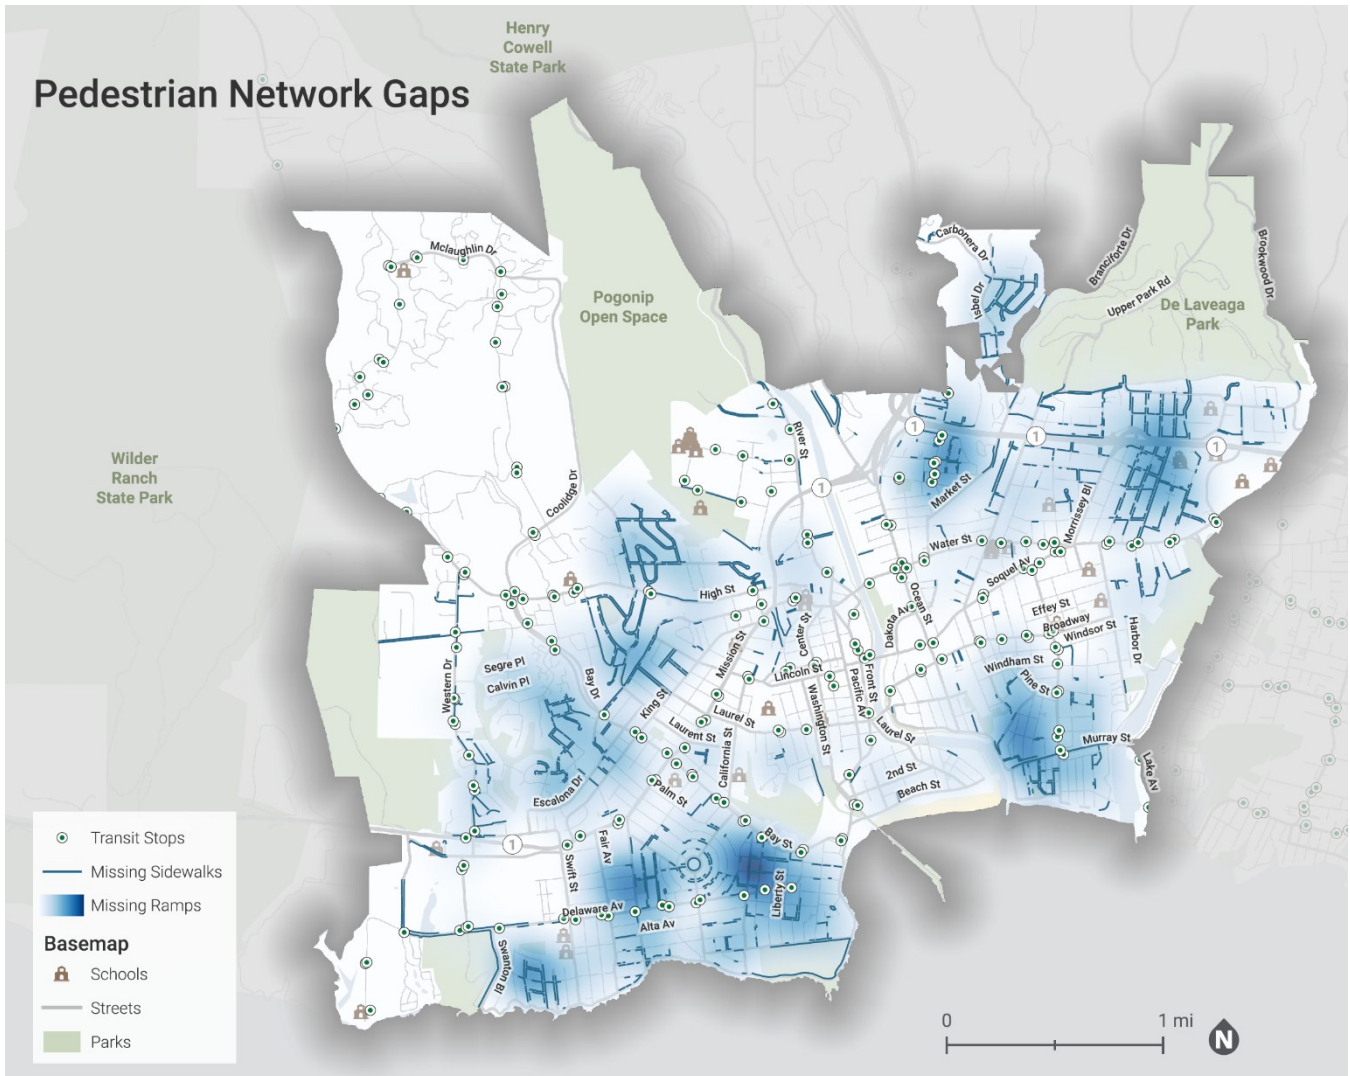 Henry
Cowell
State Park
Pedestrian Network Gaps
Mclaughlin Dr
Carbonera Dr
Branciforte Dr
Brookwood Dr
Isbel Dr
Upper Park Rd
De Laveaga
Park
Pogonip
Open Space
Wilder
Ranch
State Park
River St
1
1
1
1
Coolidge Dr
Market St
Morrissey Bl
Water St
Soquel Av
High St
Ocean St
Dakota Av
Effey St
Broadway
Windsor St
Harbor Dr
Center St
Mission St
Segre Pl
Calvin Pl
Western Dr
Bay Dr
King St
Lincoln St
Front St
Pacific Av
Windham St
Pine St
Washington St
Laurel St
Laurel St
Laurent St
California St
Murray St
Lake Av
2nd St
Beach St
Escalona Dr
Palm St
Bay St
Fair Av
1
Swift St
Liberty St
Delaware Av
Alta Av
Swanton Bl
Transit Stops
Missing Sidewalks
Missing Ramps
Basemap
Schools
Streets
Parks
0
1 mi
N